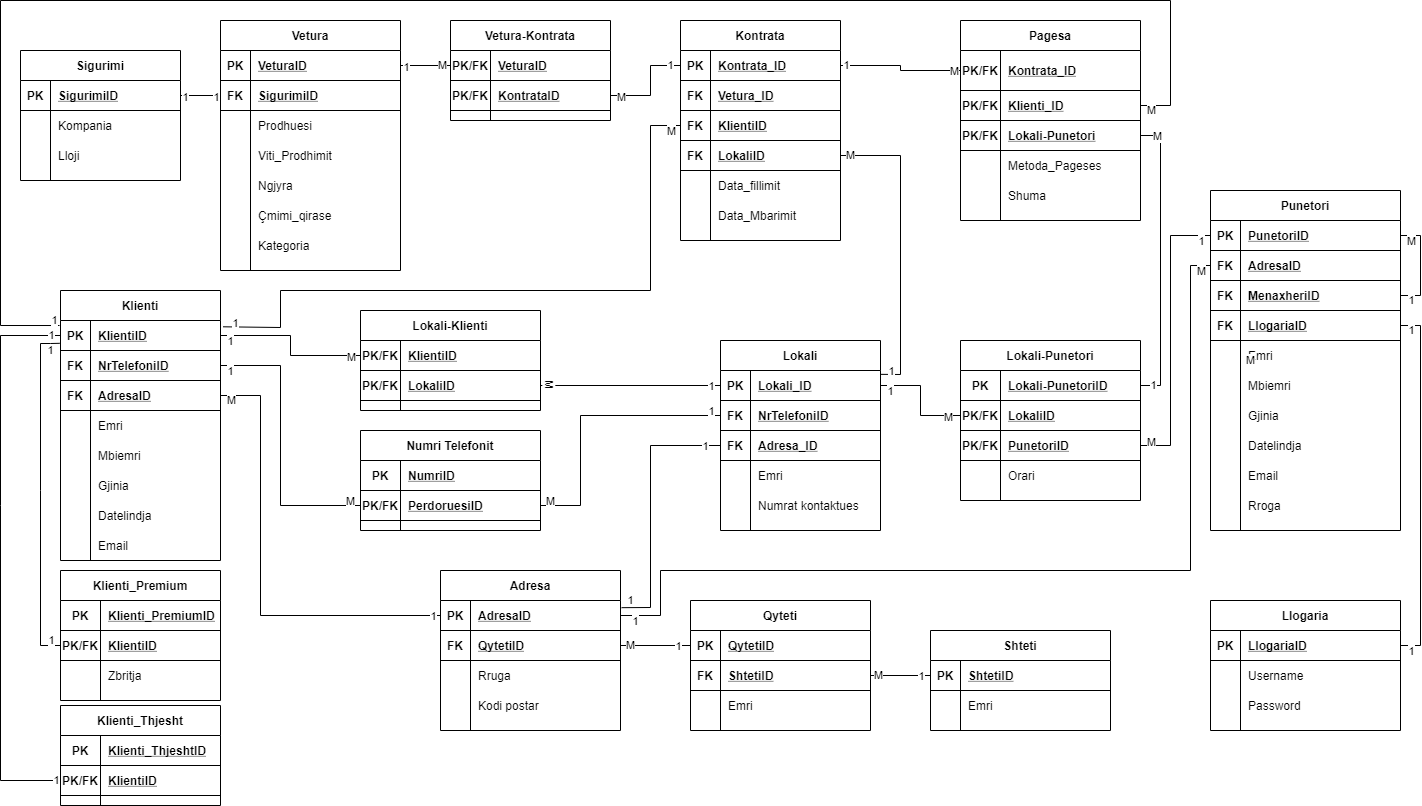 Sigurimi
PK SigurimiID
Kompania
Lloji
Vetura
PK VeturaID
FK SigurimiID
Prodhuesi
Viti_Prodhimit
Ngjyra
Çmimi_qirase
Kategoria
Vetura-Kontrata
PK/FK VeturaID
PK/FK KontrataID
Kontrata
PK Kontrata_ID
FK Vetura_ID
FK KlientiID
FK LokaliID
Data_fillimit
Data_Mbarimit
Pagesa
PK/FK Kontrata_ID
PK/FK Klienti_ID
PK/FK Lokali-Punetori
Metoda_Pageses
Shuma
Punetori
PK PunetoriID
FK AdresaID
FK MenaxheriID
FK LlogariaID
Emri
Mbiemri
Gjinia
Datelindja
Email
Rroga
Klienti
PK KlientiID
FK NrTelefoniID
FK AdresaID
Emri
Mbiemri
Gjinia
Datelindja
Email
Lokali-Klienti
PK/FK KlientiID
PK/FK LokaliID
Numri Telefonit
PK NumriID
PK/FK PerdoruesiID
Lokali
PK Lokali_ID
FK NrTelefoniID
FK Adresa_ID
Emri
Numrat kontaktues
Lokali-Punetori
PK Lokali-PunetoriID
PK/FK LokaliID
PK/FK PunetoriID
Orari
Klienti_Premium
PK Klienti_PremiumID
PK/FK KlientiID
Zbritja
Klienti_Thjesht
PK Klienti_ThjeshtID
PK/FK KlientiID
Adresa
PK AdresaID
FK QytetiID
Rruga
Kodi postar
Qyteti
PK QytetiID
FK ShtetiID
Emri
Shteti
PK ShtetiID
Emri
Llogaria
PK LlogariaID
Username
Password
1 1
1 M
M 1
1 M
M 1
M 1
M 1
M 1
M 1
M 1
M 1
1 M
1 1
1 M
1 M
M 1
1 1
1 1
M 1
M 1
M 1
1 M
1 M
M 1
M 1